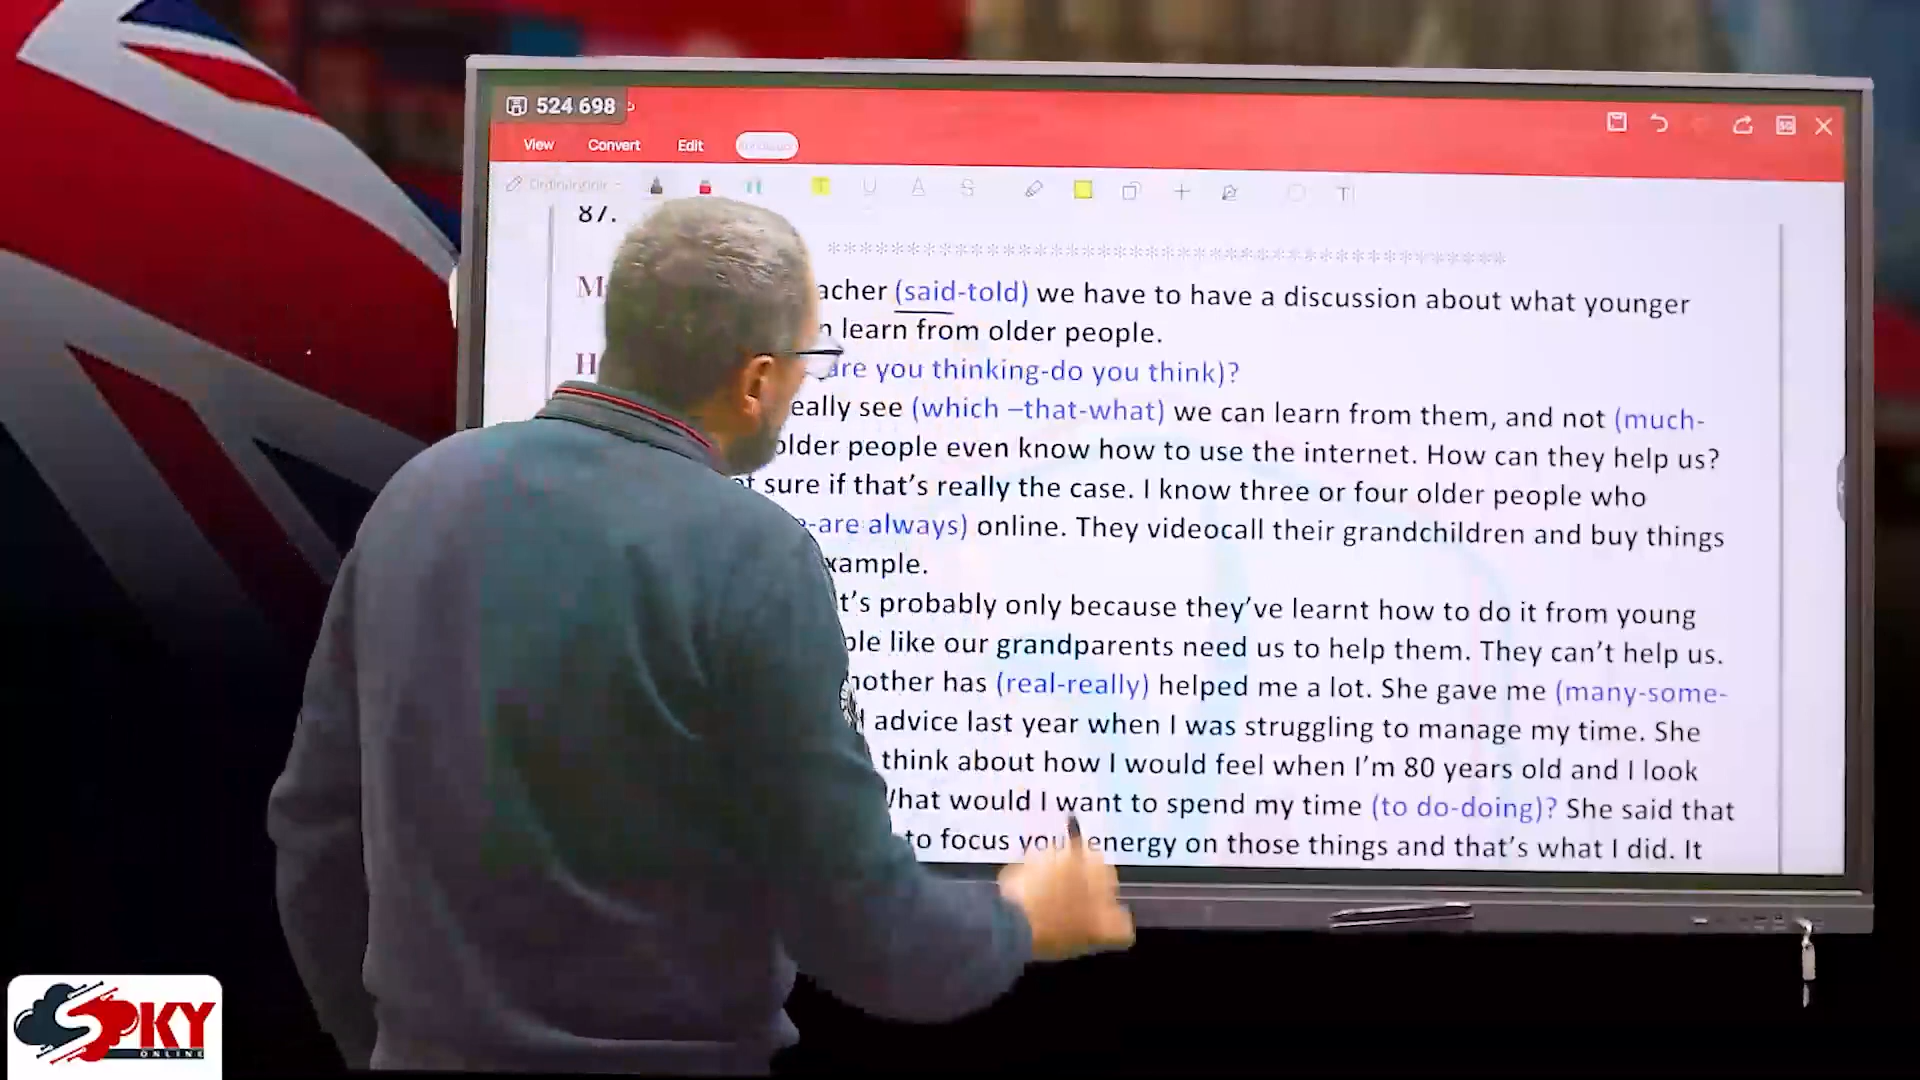 524 698
View Convert Edit
Ordinunnir
87.
**********************************************
M acher (said-told) we have to have a discussion about what younger
n learn from older people.
H are you thinking-do you think)?
eally see (which –that-what) we can learn from them, and not (much-
older people even know how to use the internet. How can they help us?
ot sure if that's really the case. I know three or four older people who
e-are always) online. They videocall their grandchildren and buy things
xample.
t's probably only because they've learnt how to do it from young
ple like our grandparents need us to help them. They can't help us.
mother has (real-really) helped me a lot. She gave me (many-some-
advice last year when I was struggling to manage my time. She
think about how I would feel when I'm 80 years old and I look
What would I want to spend my time (to do-doing)? She said that
to focus you energy on those things and that's what I did. It
SKY
ONLINE